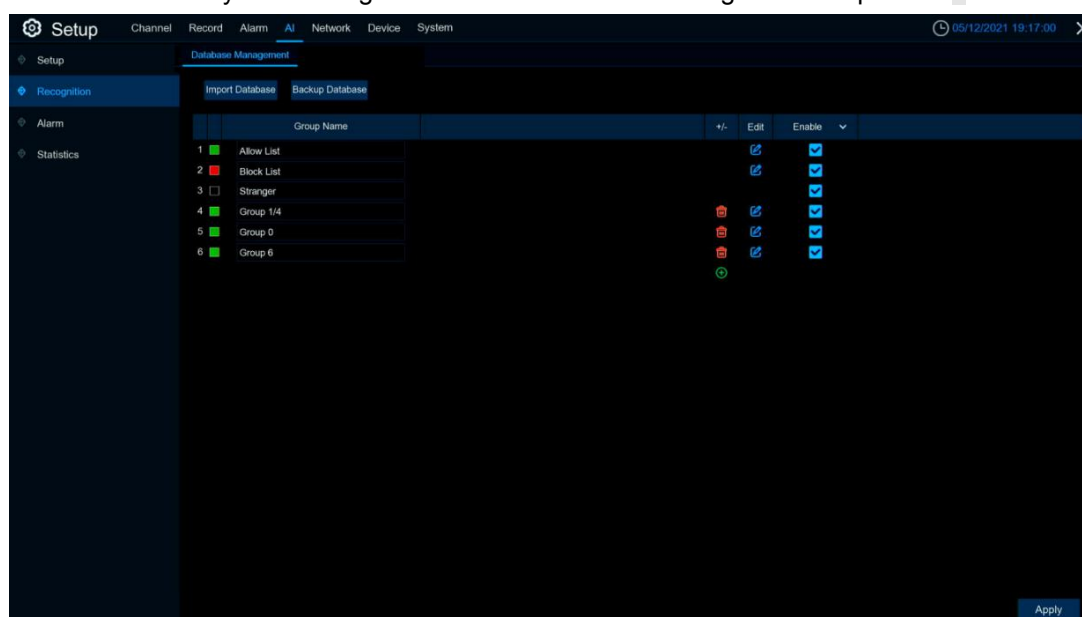 Setup Channel Record Alarm AI Network Device System 05/12/2021 19:17:00
Setup Database Management
Recognition Import Database Backup Database
Alarm Group Name +/- Edit Enable
Statistics
1 Allow List
2 Block List
3 Stranger
4 Group 1/4
5 Group 0
6 Group 6
Apply